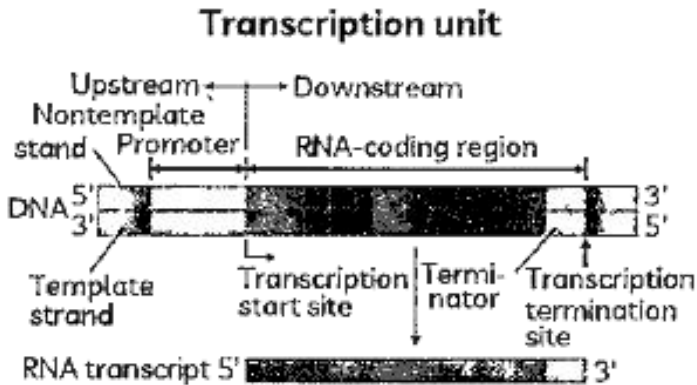 Transcription unit
Upstream Downstream
Nontemplate
stand
Promoter
RNA-coding region
DNA
5'
3'
3'
5'
Template
strand
Transcription
start site
Termi-
nator
Transcription
termination
site
RNA transcript 5' 3'